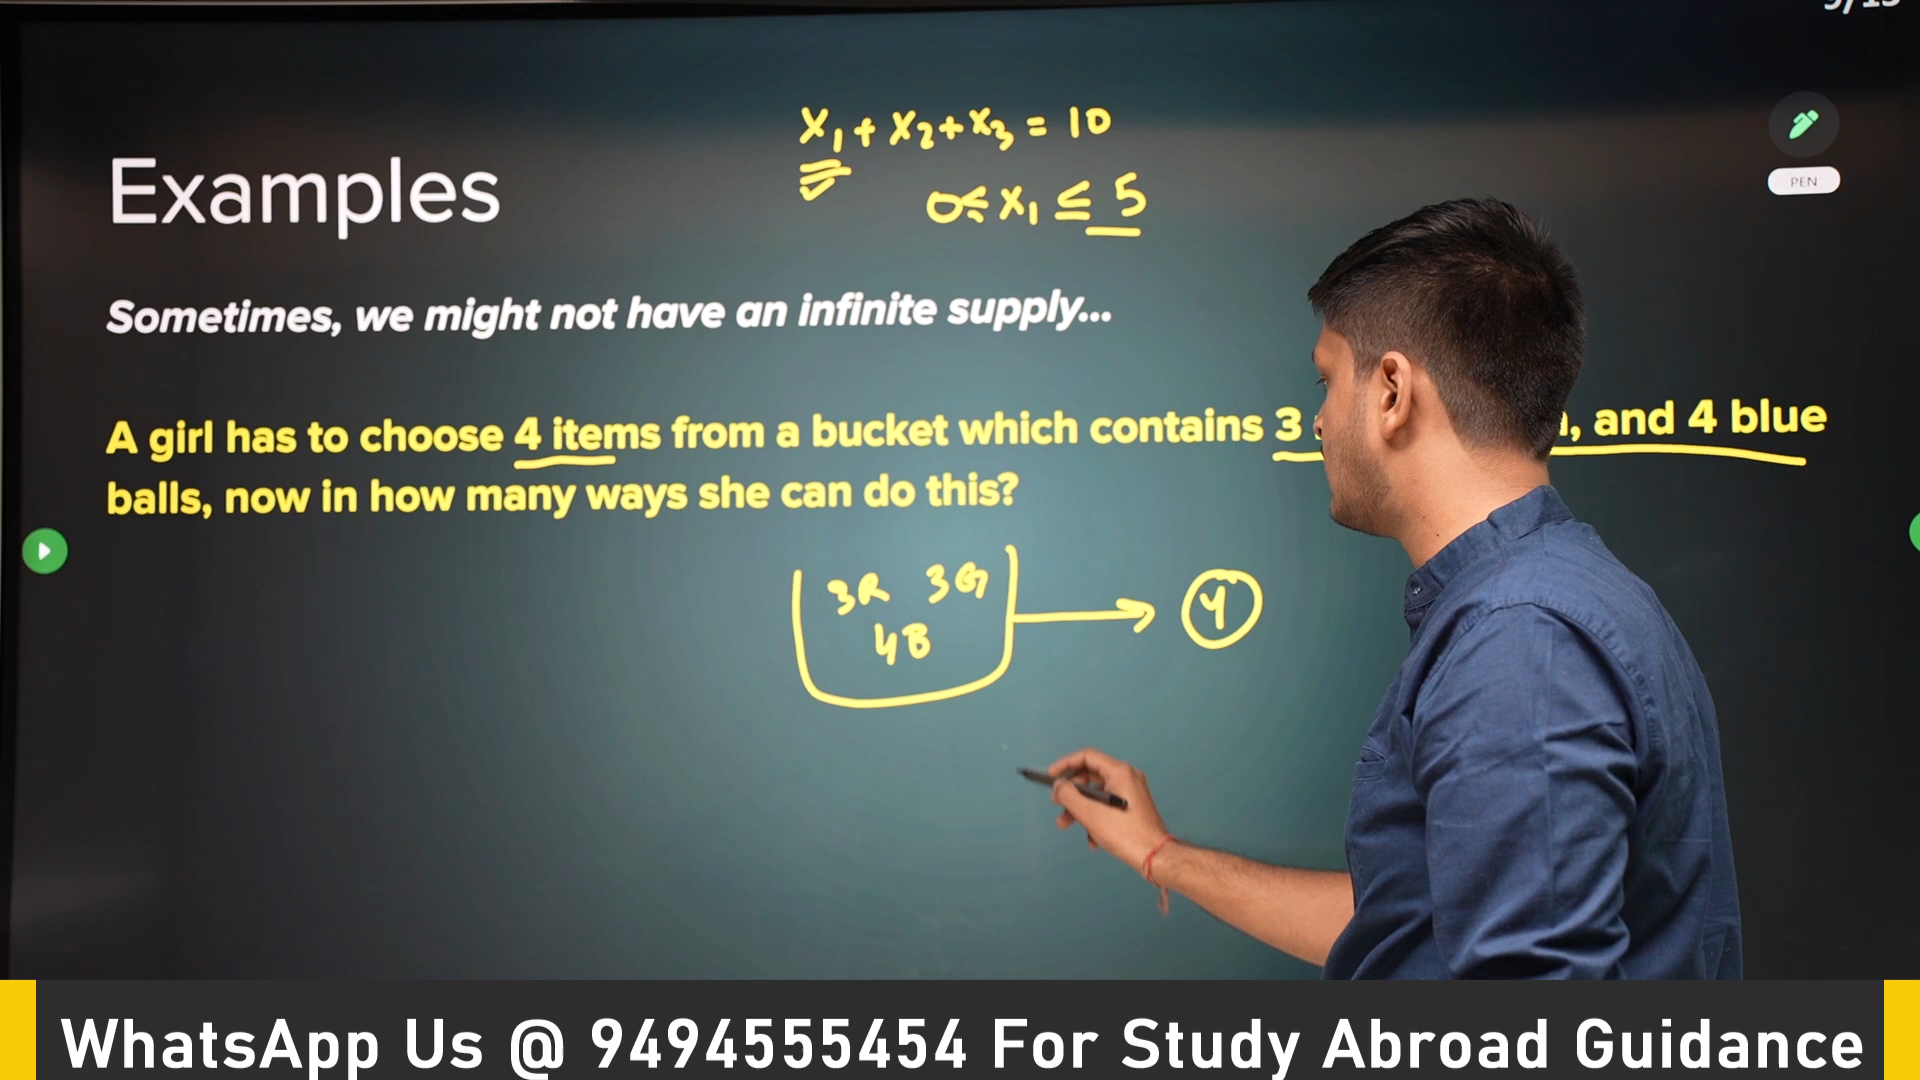 x₁ + x₂ + x₃ = 10
PEN
Examples
0 ≤ x₁ ≤ 5
Sometimes, we might not have an infinite supply...
A girl has to choose 4 items from a bucket which contains 3 , and 4 blue
balls, now in how many ways she can do this?
3R 3G
4B
4
WhatsApp Us @ 9494555454 For Study Abroad Guidance